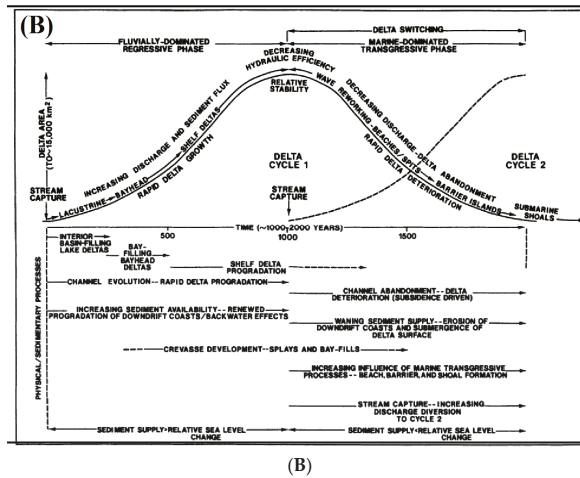 (B)
DELTA SWITCHING
FLUVIALLY-DOMINATED
REGRESSIVE PHASE
MARINE-DOMINATED
TRANSGRESSIVE PHASE
DECREASING
HYDRAULIC EFFICIENCY
RELATIVE
STABILITY
DELTA AREA
(TO~15,000 km²)
INCREASING DISCHARGE AND SEDIMENT FLUX
LACUSTRINE BAYHEAD SHELF DELTAS
RAPID DELTA GROWTH
DECREASING DISCHARGE-DELTA ABANDONMENT
WAVE REWORKING-BEACHES/SPITS BARRIER ISLANDS
RAPID DELTA DETERIORATION
SUBMARINE
SHOALS
STREAM
CAPTURE
DELTA
CYCLE 1
DELTA
CYCLE 2
STREAM
CAPTURE
TIME (~1000-2000 YEARS)
500
1000
1500
PHYSICAL/SEDIMENTARY PROCESSES
INTERIOR
BASIN-FILLING
LAKE DELTAS
BAY-
FILLING
BAYHEAD
DELTAS
SHELF DELTA
PROGRADATION
CHANNEL EVOLUTION--RAPID DELTA PROGRADATION
CHANNEL ABANDONMENT--DELTA
DETERIORATION (SUBSIDENCE DRIVEN)
INCREASING SEDIMENT AVAILABILITY--RENEWED
PROGRADATION OF DOWNDRIFT COASTS/BACKWATER EFFECTS
WANING SEDIMENT SUPPLY--EROSION OF
DOWNDRIFT COASTS AND SUBMERGENCE OF
DELTA SURFACE
CREVASSE DEVELOPMENT--SPLAYS AND BAY-FILLS
INCREASING INFLUENCE OF MARINE TRANSGRESSIVE
PROCESSES--BEACH, BARRIER, AND SHOAL FORMATION
STREAM CAPTURE--INCREASING
DISCHARGE DIVERSION
TO CYCLE 2
SEDIMENT SUPPLY RELATIVE SEA LEVEL
CHANGE
SEDIMENT SUPPLY RELATIVE SEA LEVEL
CHANGE
(B)